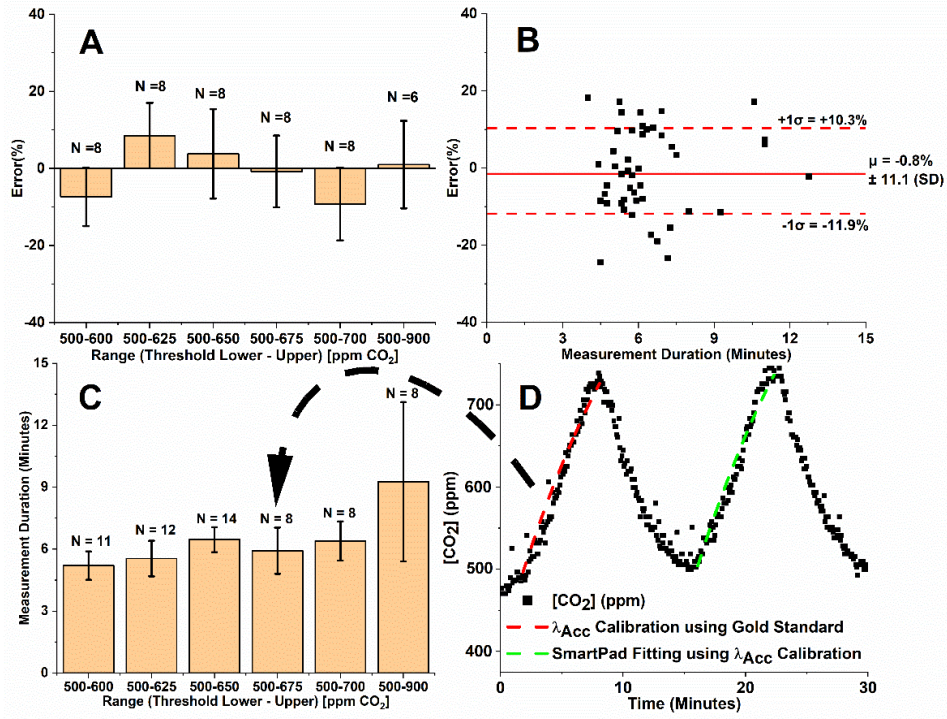 A
40
20
0
-20
-40
Error(%)
N =8
N =8
N =8
N =8
N =8
N=6
500-600
500-625
500-650
500-675
500-700
500-900
Range (Threshold Lower - Upper) [ppm CO₂]
B
40
20
0
-20
-40
Error(%)
+1σ = +10.3%
μ = -0.8%
± 11.1 (SD)
-1σ = -11.9%
0
3
6
9
12
15
Measurement Duration (Minutes)
C
15
12
9
6
3
0
Measurement Duration (Minutes)
N = 11
N = 12
N = 14
N = 8
N = 8
N = 8
500-600
500-625
500-650
500-675
500-700
500-900
Range (Threshold Lower - Upper) [ppm CO₂]
D
700
600
500
400
[CO₂] (ppm)
[CO₂] (ppm)
λAcc Calibration using Gold Standard
SmartPad Fitting using λAcc Calibration
0
10
20
30
Time (Minutes)